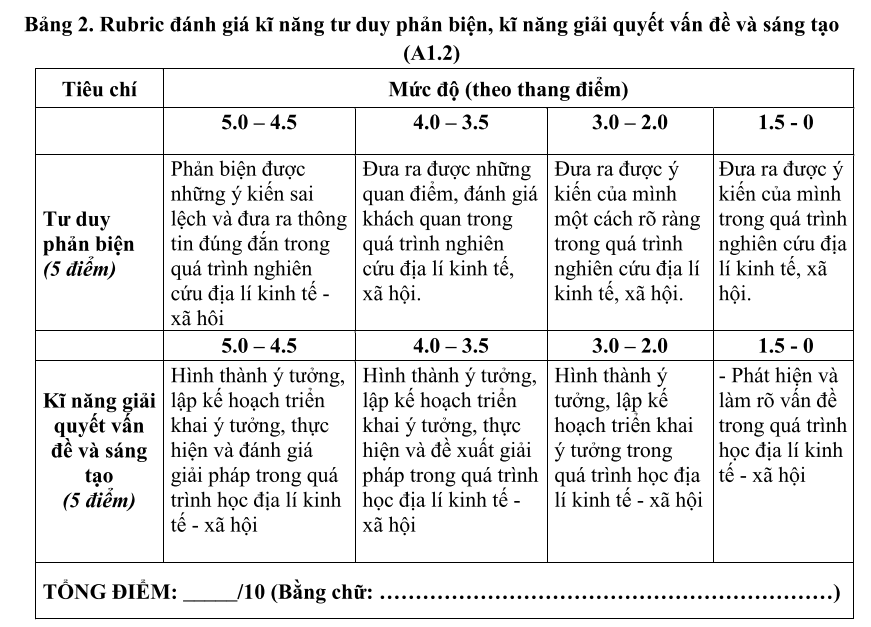 Bảng 2. Rubric đánh giá kĩ năng tư duy phản biện, kĩ năng giải quyết vấn đề và sáng tạo
(A1.2)
Tiêu chí
Mức độ (theo thang điểm)
5.0 – 4.5
4.0 – 3.5
3.0 – 2.0
1.5 - 0
Tư duy
phản biện
(5 điểm)
Phản biện được
những ý kiến sai
lệch và đưa ra thông
tin đúng đắn trong
quá trình nghiên
cứu địa lí kinh tế -
xã hôi
Đưa ra được những
quan điểm, đánh giá
khách quan trong
quá trình nghiên
cứu địa lí kinh tế,
xã hội.
Đưa ra được ý
kiến của mình
một cách rõ ràng
trong quá trình
nghiên cứu địa lí
kinh tế, xã hội.
Đưa ra được ý
kiến của mình
trong quá trình
nghiên cứu địa
lí kinh tế, xã
hội.
5.0 – 4.5
4.0 – 3.5
3.0 – 2.0
1.5 - 0
Kĩ năng giải
quyết vấn
đề và sáng
tạo
(5 điểm)
Hình thành ý tưởng,
lập kế hoạch triển
khai ý tưởng, thực
hiện và đánh giá
giải pháp trong quá
trình học địa lí kinh
tế - xã hội
Hình thành ý tưởng,
lập kế hoạch triển
khai ý tưởng, thực
hiện và đề xuất giải
pháp trong quá trình
học địa lí kinh tế -
xã hội
Hình thành ý
tưởng, lập kế
hoạch triển khai
ý tưởng trong
quá trình học địa
lí kinh tế - xã hội
- Phát hiện và
làm rõ vấn đề
trong quá trình
học địa lí kinh
tế - xã hội
TỔNG ĐIỂM: _____/10 (Bằng chữ: ……………………………………………………….)